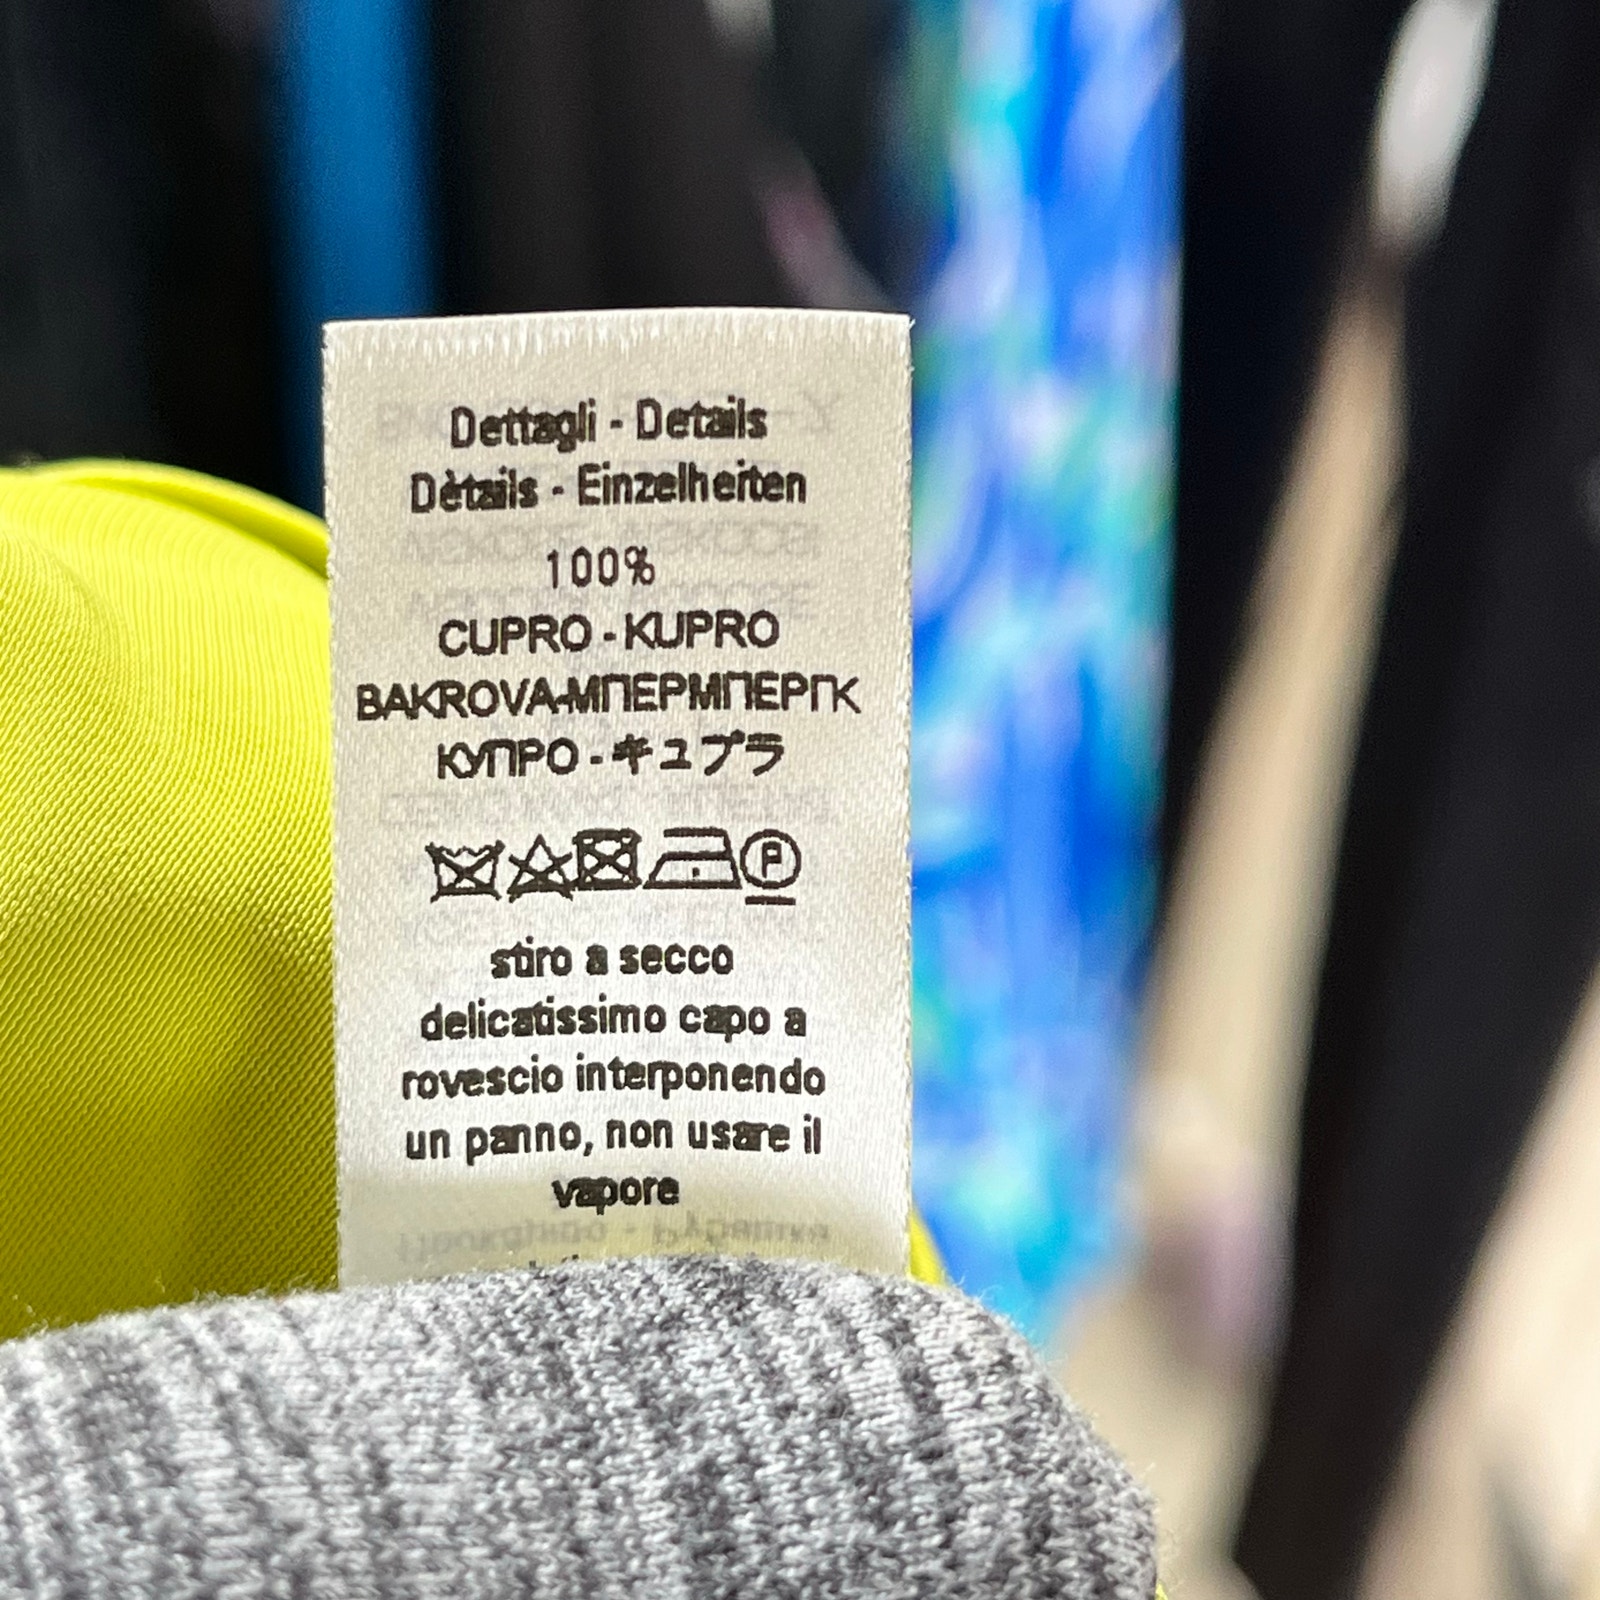 Dettagli - Details
Dètails - Einzelheiten
100%
CUPRO - KUPRO
BAKROVA-ΜΠΕΡΜΠΕΡΓΚ
КУПРО - キュプラ
P
stiro a secco
delicatissimo capo a
rovescio interponendo
un panno, non usare il
vapore